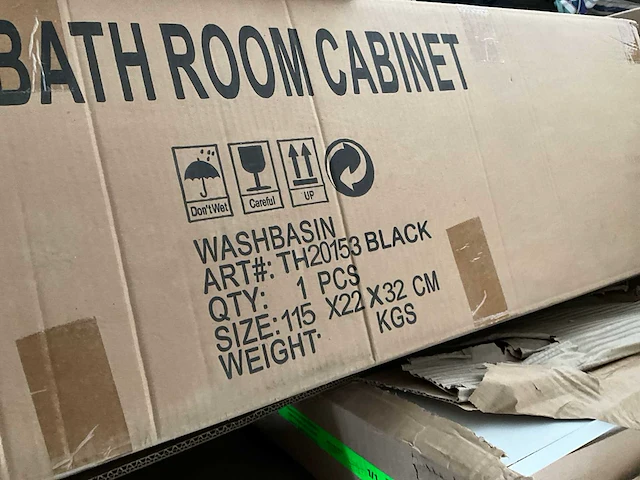 BATH ROOM CABINET
Don't Wet
Careful
UP
WASHBASIN
ART#: TH20153 BLACK
QTY: 1 PCS
SIZE: 115 X22 X32 CM
WEIGHT: KGS